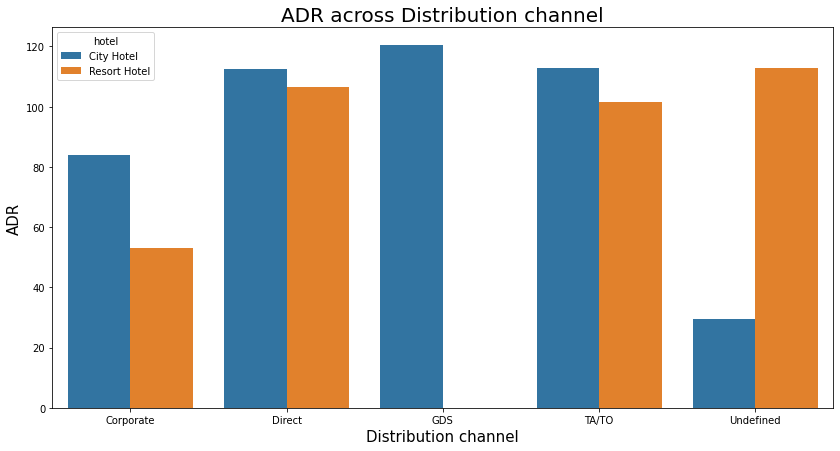 ADR across Distribution channel
hotel
City Hotel
Resort Hotel
ADR
120
100
80
60
40
20
0
Corporate
Direct
GDS
TA/TO
Undefined
Distribution channel